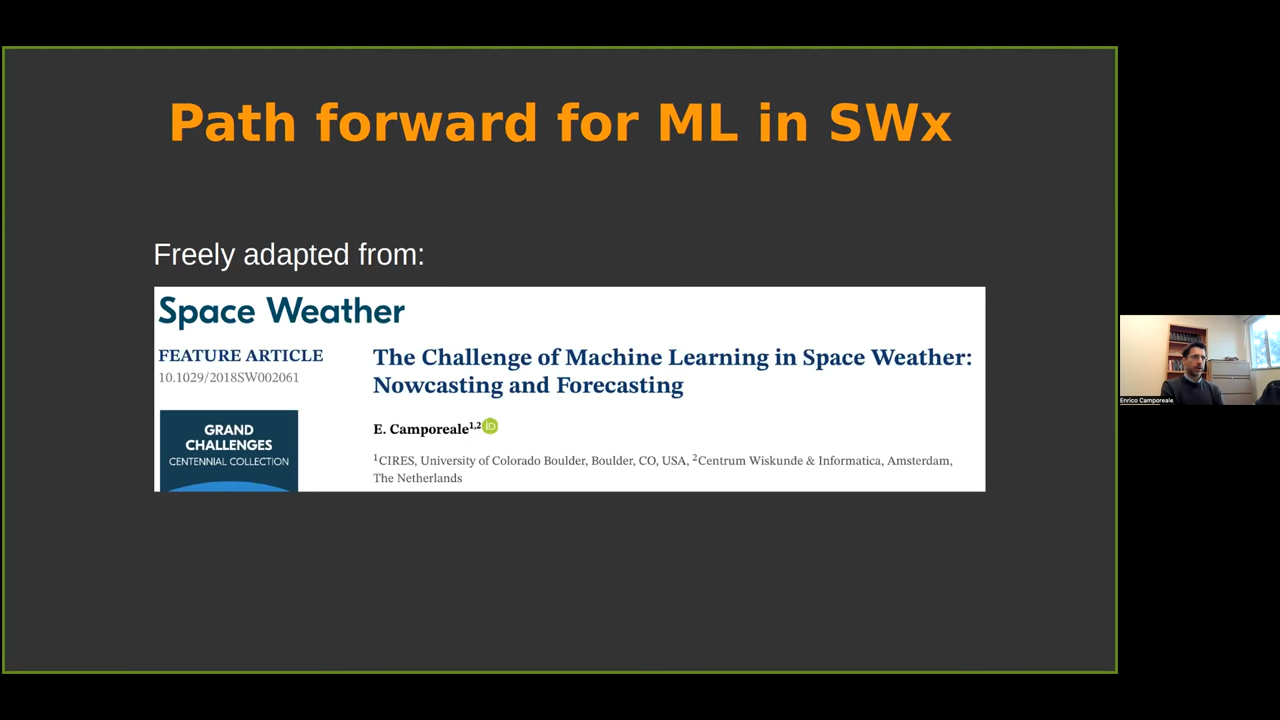 Path forward for ML in SWx
Freely adapted from:
Space Weather
FEATURE ARTICLE
10.1029/2018SW002061
GRAND
CHALLENGES
CENTENNIAL COLLECTION
The Challenge of Machine Learning in Space Weather:
Nowcasting and Forecasting
E. Camporeale1,2 iD
1CIRES, University of Colorado Boulder, Boulder, CO, USA, 2Centrum Wiskunde & Informatica, Amsterdam,
The Netherlands
Enrico Camporeale